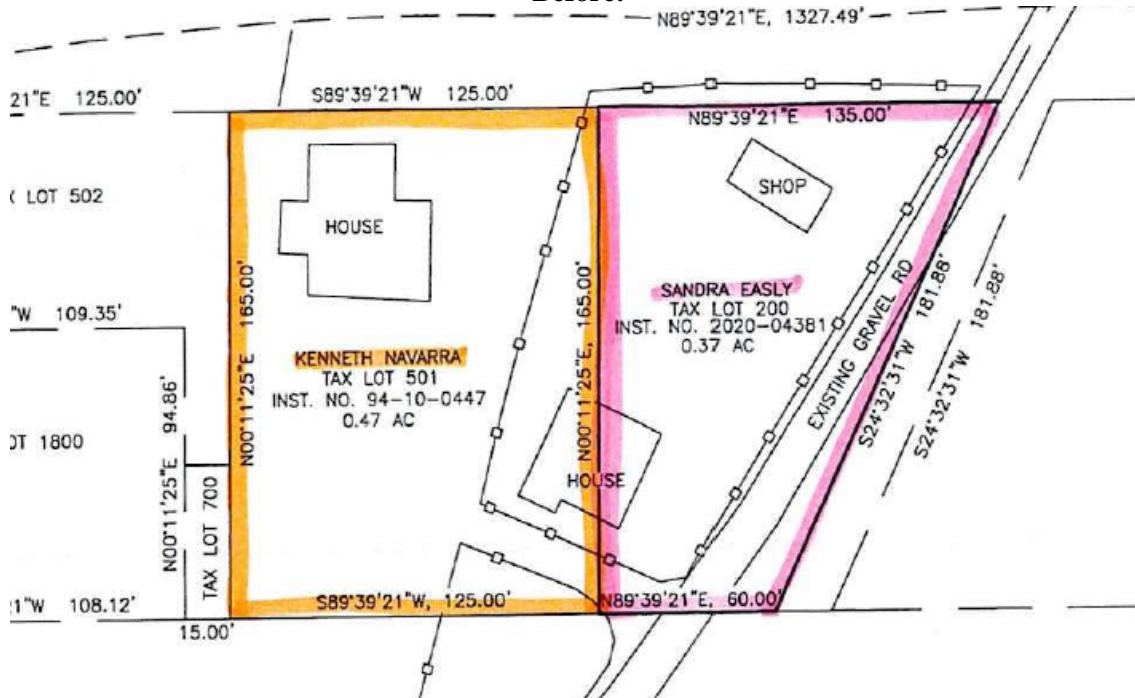 Before:
N89°39'21"E, 1327.49'
21"E 125.00'
S89°39'21"W 125.00'
N89°39'21"E 135.00'
X LOT 502
HOUSE
SHOP
"W 109.35'
N00°11'25"E 165.00'
N00°11'25"E, 165.00'
KENNETH NAVARRA
TAX LOT 501
INST. NO. 94-10-0447
0.47 AC
SANDRA EASLY
TAX LOT 200
INST. NO. 2020-04381
0.37 AC
EXISTING GRAVEL RD
S24°32'31"W 181.88'
S24°32'31"W 181.88'
OT 1800
N00°11'25"E 94.86'
TAX LOT 700
HOUSE
1"W 108.12'
15.00'
S89°39'21"W, 125.00'
N89°39'21"E, 60.00'